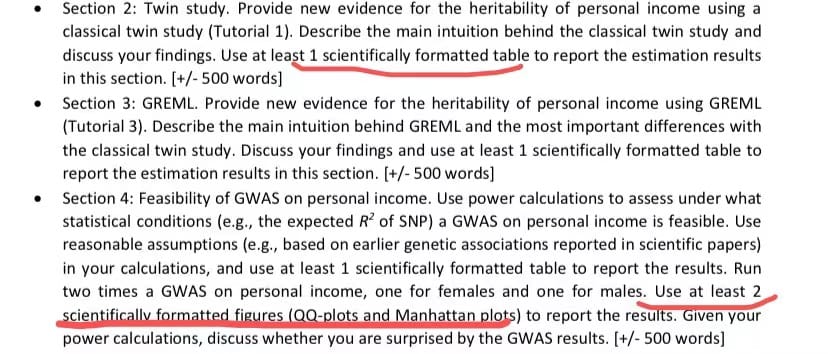 • Section 2: Twin study. Provide new evidence for the heritability of personal income using a
classical twin study (Tutorial 1). Describe the main intuition behind the classical twin study and
discuss your findings. Use at least 1 scientifically formatted table to report the estimation results
in this section. [+/- 500 words]
• Section 3: GREML. Provide new evidence for the heritability of personal income using GREML
(Tutorial 3). Describe the main intuition behind GREML and the most important differences with
the classical twin study. Discuss your findings and use at least 1 scientifically formatted table to
report the estimation results in this section. [+/- 500 words]
• Section 4: Feasibility of GWAS on personal income. Use power calculations to assess under what
statistical conditions (e.g., the expected R² of SNP) a GWAS on personal income is feasible. Use
reasonable assumptions (e.g., based on earlier genetic associations reported in scientific papers)
in your calculations, and use at least 1 scientifically formatted table to report the results. Run
two times a GWAS on personal income, one for females and one for males. Use at least 2
scientifically formatted figures (QQ-plots and Manhattan plots) to report the results. Given your
power calculations, discuss whether you are surprised by the GWAS results. [+/- 500 words]